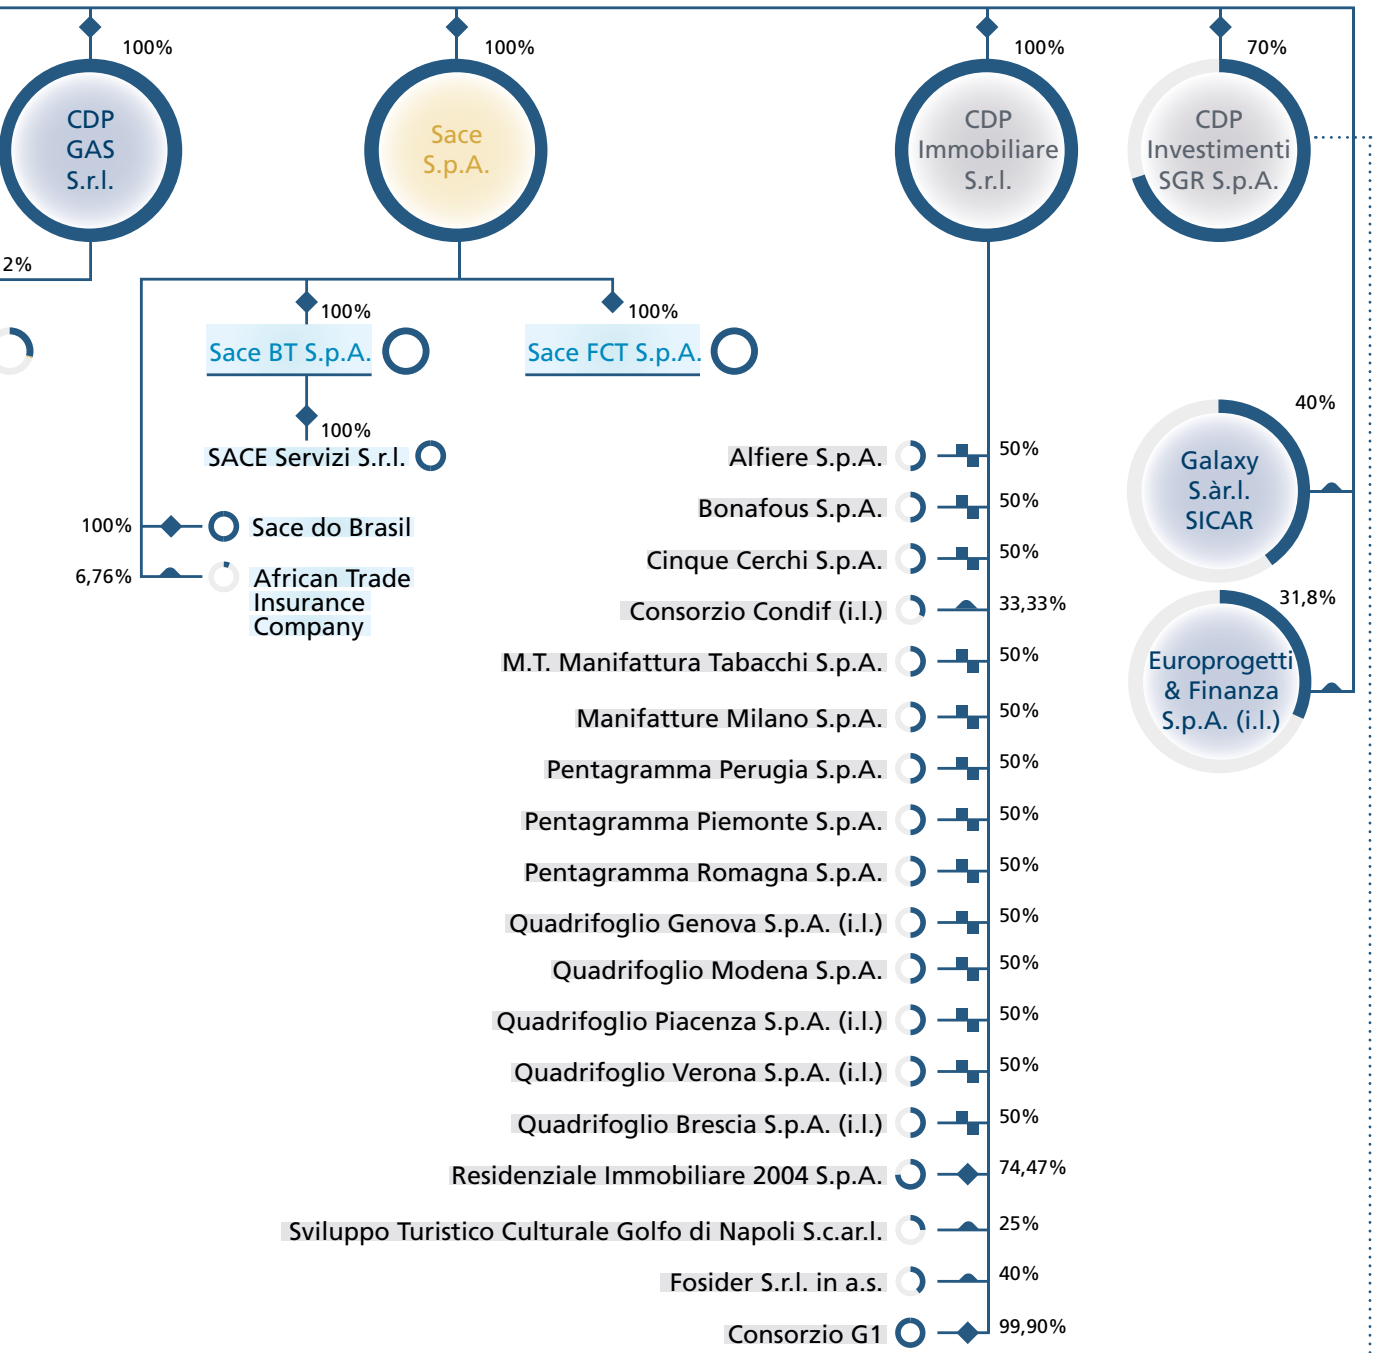 100%
100%
100%
70%
CDP
GAS
S.r.l.
Sace
S.p.A.
CDP
Immobiliare
S.r.l.
CDP
Investimenti
SGR S.p.A.
2%
100%
Sace BT S.p.A.
100%
Sace FCT S.p.A.
100%
SACE Servizi S.r.l.
100%
Sace do Brasil
6,76%
African Trade
Insurance
Company
Alfiere S.p.A.
50%
Bonafous S.p.A.
50%
Cinque Cerchi S.p.A.
50%
Consorzio Condif (i.l.)
33,33%
M.T. Manifattura Tabacchi S.p.A.
50%
Manifatture Milano S.p.A.
50%
Pentagramma Perugia S.p.A.
50%
Pentagramma Piemonte S.p.A.
50%
Pentagramma Romagna S.p.A.
50%
Quadrifoglio Genova S.p.A. (i.l.)
50%
Quadrifoglio Modena S.p.A.
50%
Quadrifoglio Piacenza S.p.A. (i.l.)
50%
Quadrifoglio Verona S.p.A. (i.l.)
50%
Quadrifoglio Brescia S.p.A. (i.l.)
50%
Residenziale Immobiliare 2004 S.p.A.
74,47%
Sviluppo Turistico Culturale Golfo di Napoli S.c.ar.l.
25%
Fosider S.r.l. in a.s.
40%
Consorzio G1
99,90%
40%
Galaxy
S.àr.l.
SICAR
31,8%
Europrogetti
& Finanza
S.p.A. (i.l.)